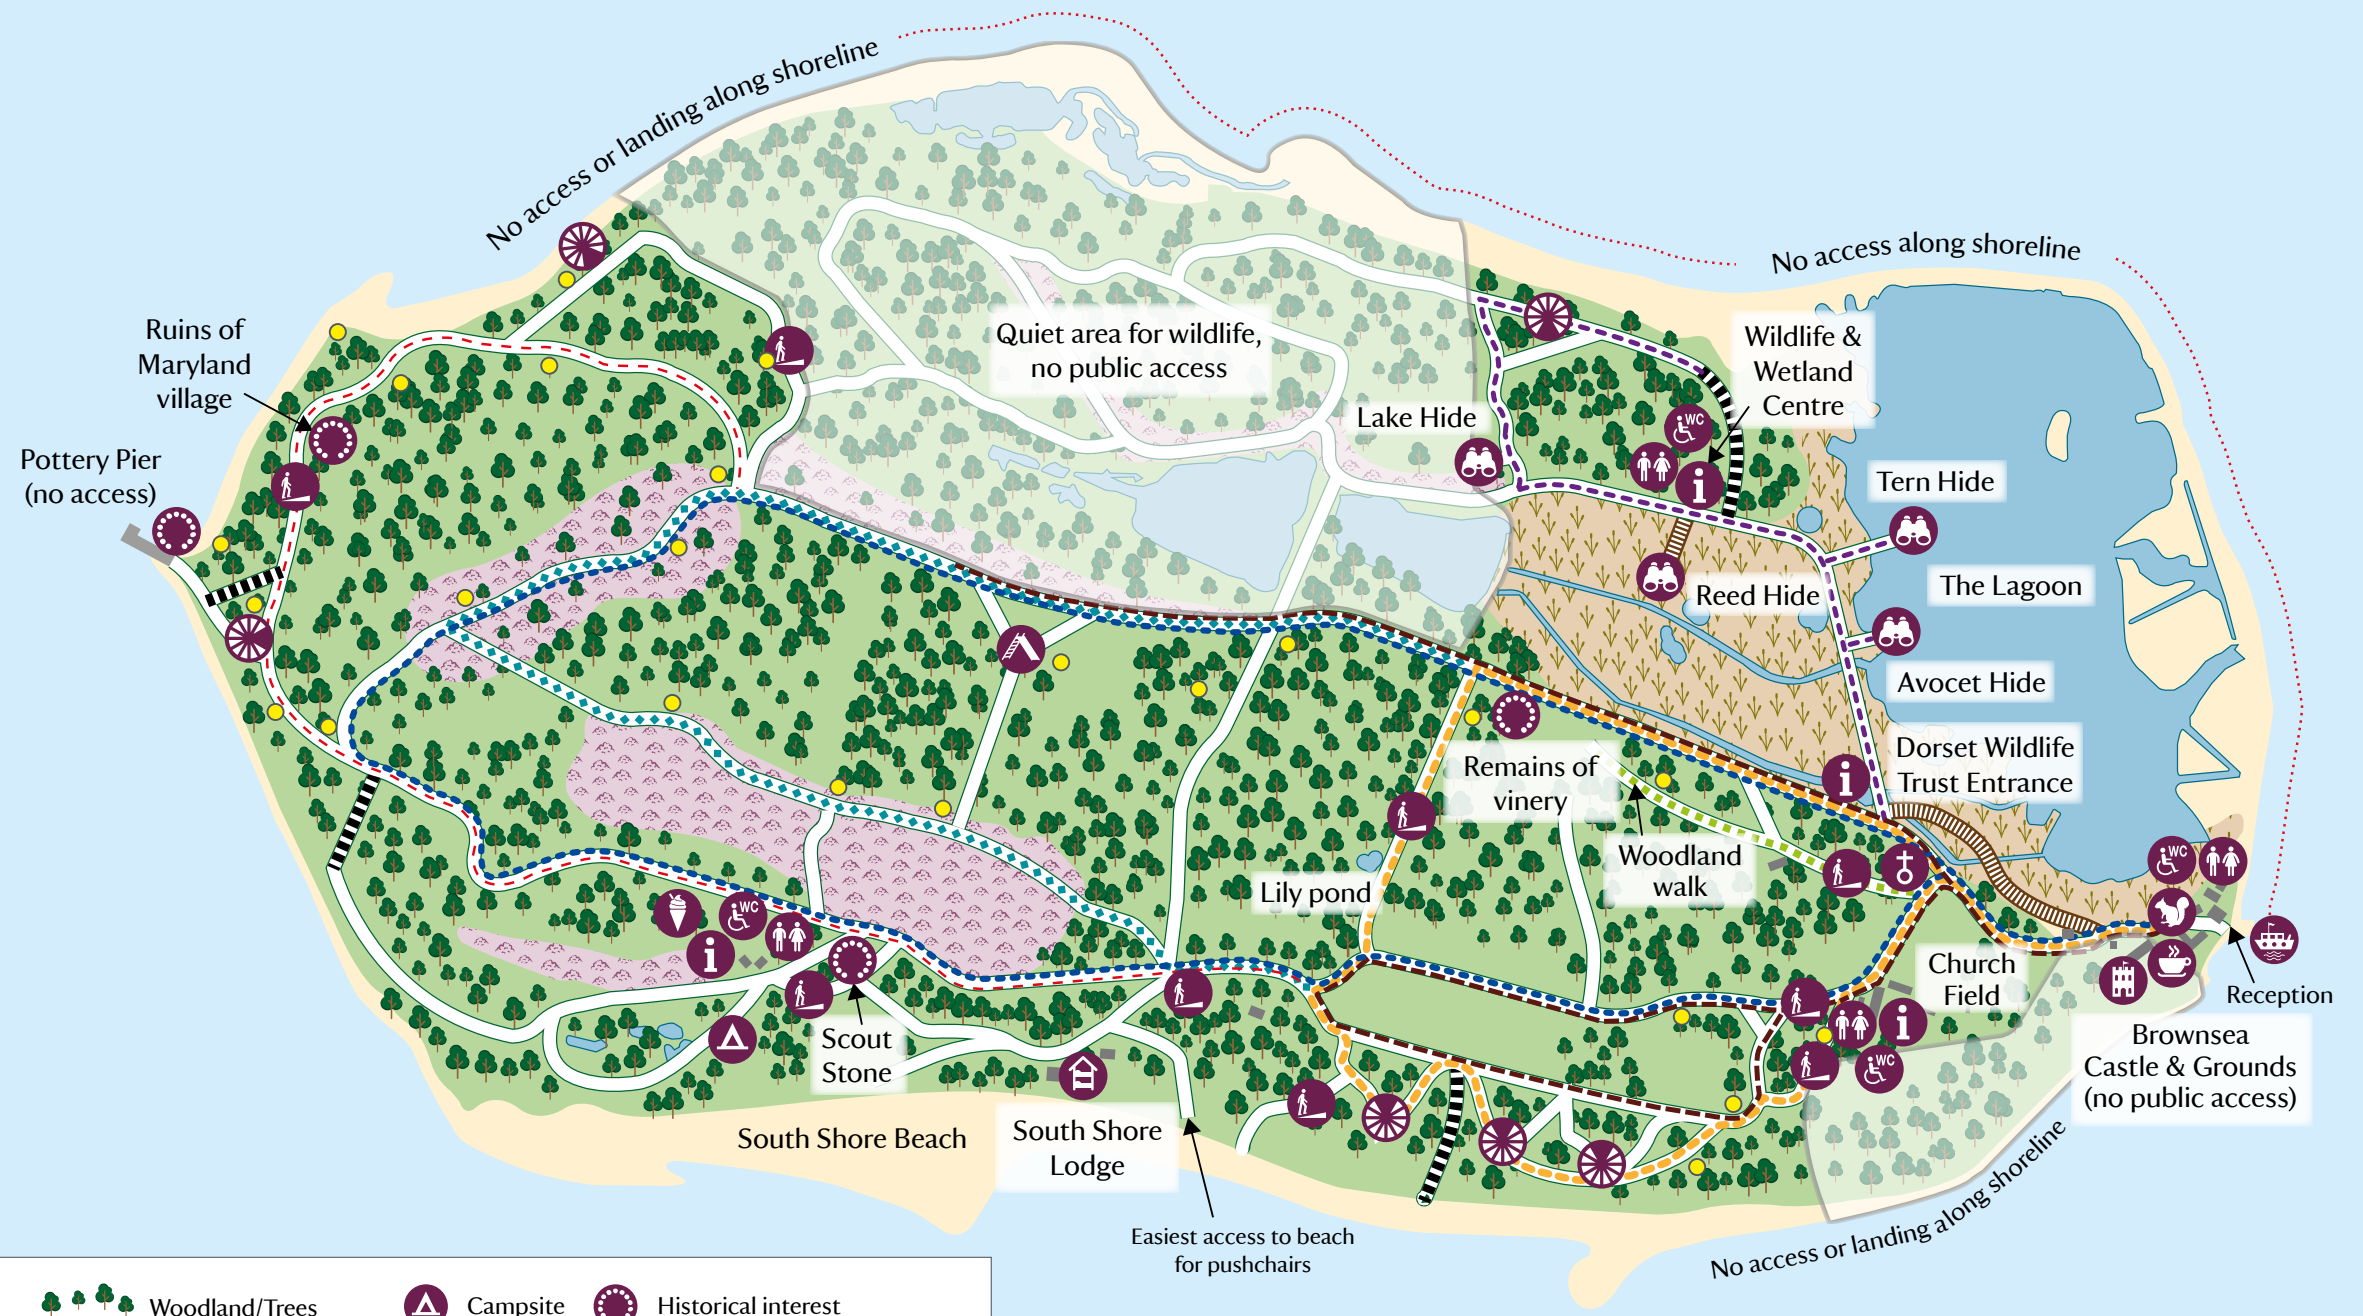 No access or landing along shoreline
No access along shoreline
Ruins of
Maryland
village
Pottery Pier
(no access)
Quiet area for wildlife,
no public access
Wildlife &
Wetland
Centre
Lake Hide
WC
Tern Hide
The Lagoon
Reed Hide
Avocet Hide
Dorset Wildlife
Trust Entrance
Remains of
vinery
Woodland
walk
Lily pond
WC
WC
Church
Field
Reception
Scout
Stone
WC
Brownsea
Castle & Grounds
(no public access)
South Shore Beach
South Shore
Lodge
Easiest access to beach
for pushchairs
No access or landing along shoreline
Woodland/Trees
Campsite
Historical interest